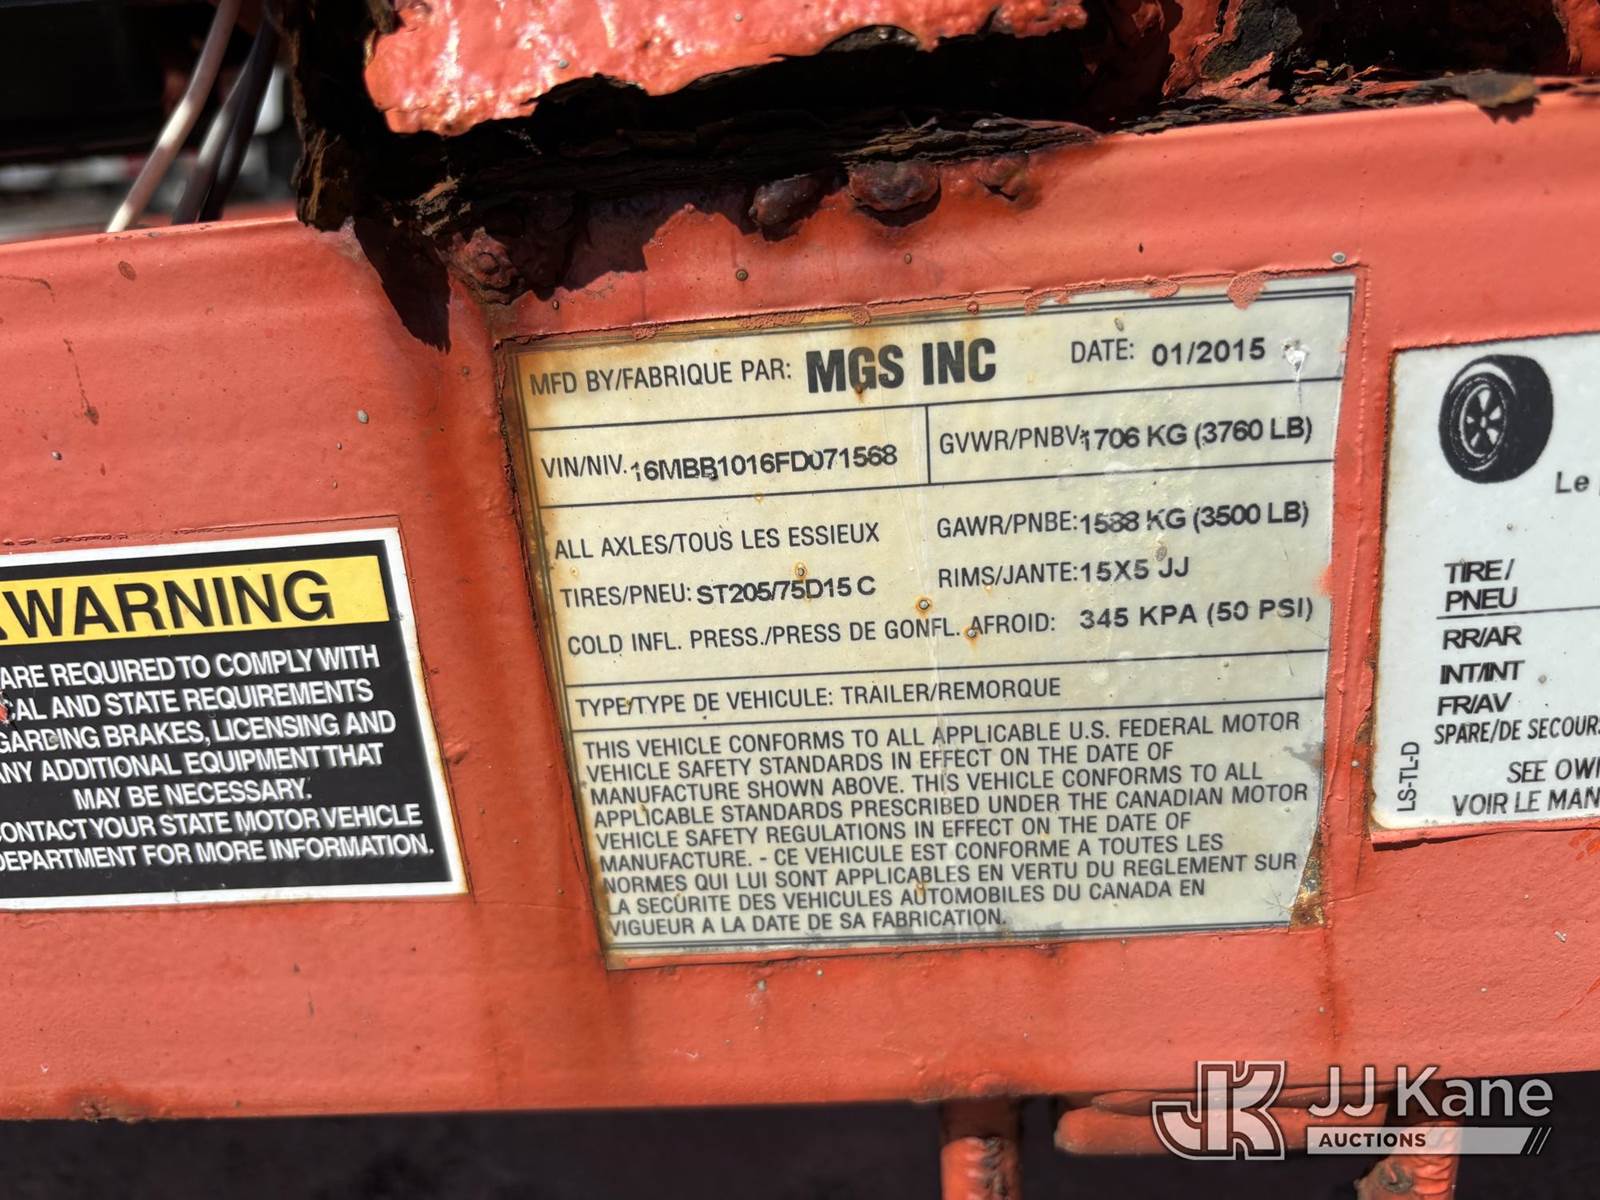 MFD BY/FABRIQUE PAR: MGS INC DATE: 01/2015
VIN/NIV. 16MBB1016FD071568 GVWR/PNBV: 1706 KG (3760 LB)
ALL AXLES/TOUS LES ESSIEUX GAWR/PNBE: 1588 KG (3500 LB)
TIRES/PNEU: ST205/75D15 C RIMS/JANTE: 15X5 JJ
COLD INFL. PRESS./PRESS DE GONFL. AFROID: 345 KPA (50 PSI)
TYPE/TYPE DE VEHICULE: TRAILER/REMORQUE
THIS VEHICLE CONFORMS TO ALL APPLICABLE U.S. FEDERAL MOTOR
VEHICLE SAFETY STANDARDS IN EFFECT ON THE DATE OF
MANUFACTURE SHOWN ABOVE. THIS VEHICLE CONFORMS TO ALL
APPLICABLE STANDARDS PRESCRIBED UNDER THE CANADIAN MOTOR
VEHICLE SAFETY REGULATIONS IN EFFECT ON THE DATE OF
MANUFACTURE. - CE VEHICULE EST CONFORME A TOUTES LES
NORMES QUI LUI SONT APPLICABLES EN VERTU DU REGLEMENT SUR
LA SECURITE DES VEHICULES AUTOMOBILES DU CANADA EN
VIGUEUR A LA DATE DE SA FABRICATION.
WARNING
ARE REQUIRED TO COMPLY WITH
CAL AND STATE REQUIREMENTS
GARDING BRAKES, LICENSING AND
ANY ADDITIONAL EQUIPMENT THAT
MAY BE NECESSARY.
CONTACT YOUR STATE MOTOR VEHICLE
DEPARTMENT FOR MORE INFORMATION.
Le
TIRE/
PNEU
RR/AR
INT/INT
FR/AV
SPARE/DE SECOURS
SEE OWN
VOIR LE MAN
LS-TL-D
JK JJ Kane
AUCTIONS